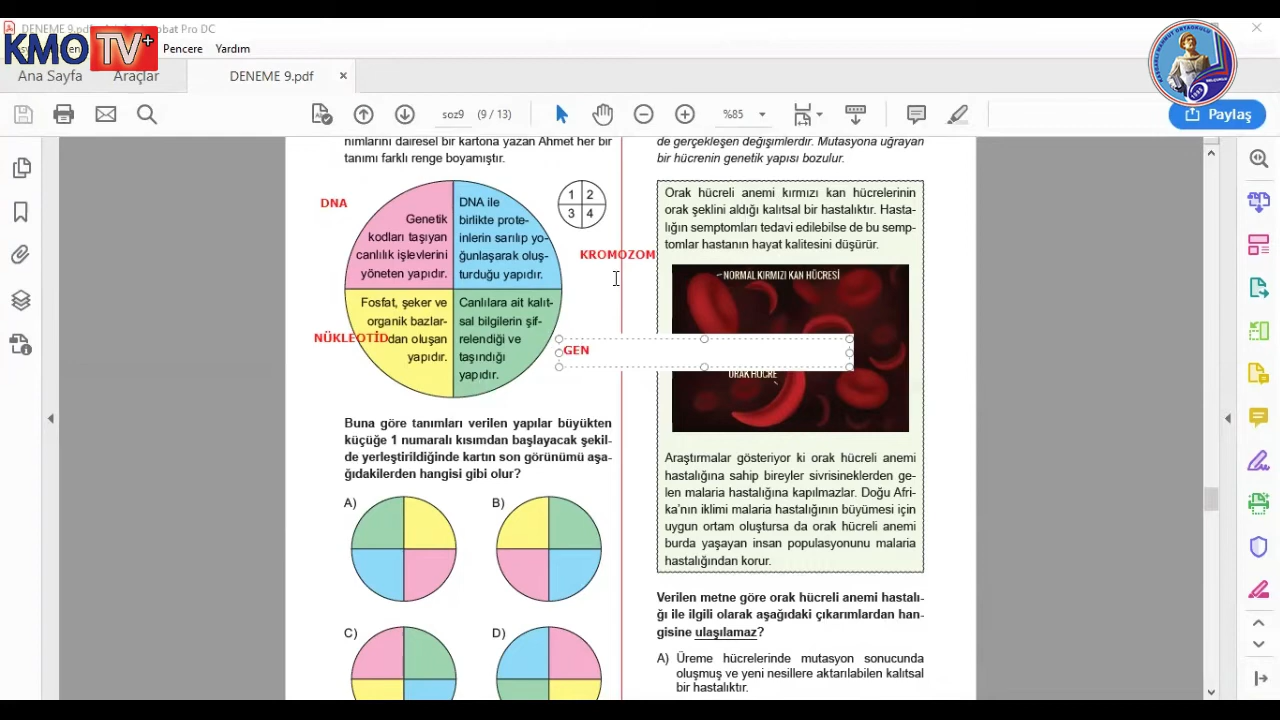 DENEME 9.pdf
bat Pro DC
KMO TV+
Pencere
Yardım
Ana Sayfa
Araçlar
DENEME 9.pdf
×
soz9
(9 / 13)
%85
Paylaş
nımlarını dairesel bir kartona yazan Ahmet her bir
tanımı farklı renge boyamıştır.
DNA
Genetik
kodları taşıyan
canlılık işlevlerini
yöneten yapıdır.
DNA ile
birlikte prote-
inlerin sarılıp yo-
ğunlaşarak oluş-
turduğu yapıdır.
1 2
3 4
KROMOZOM
NÜKLEOTİD
Fosfat, şeker ve
organik bazlar-
dan oluşan
yapıdır.
Canlılara ait kalıt-
sal bilgilerin şif-
relendiği ve
taşındığı
yapıdır.
GEN
Buna göre tanımları verilen yapılar büyükten
küçüğe 1 numaralı kısımdan başlayacak şekil-
de yerleştirildiğinde kartın son görünümü aşa-
ğıdakilerden hangisi gibi olur?
A)
B)
C)
D)
de gerçekleşen değişimlerdir. Mutasyona uğrayan
bir hücrenin genetik yapısı bozulur.
Orak hücreli anemi kırmızı kan hücrelerinin
orak şeklini aldığı kalıtsal bir hastalıktır. Hasta-
lığın semptomları tedavi edilebilse de bu semp-
tomlar hastanın hayat kalitesini düşürür.
NORMAL KIRMIZI KAN HÜCRESİ
ORAK HÜCRE
Araştırmalar gösteriyor ki orak hücreli anemi
hastalığına sahip bireyler sivrisineklerden ge-
len malaria hastalığına kapılmazlar. Doğu Afri-
ka'nın iklimi malaria hastalığının büyümesi için
uygun ortam oluştursa da orak hücreli anemi
burda yaşayan insan populasyonunu malaria
hastalığından korur.
Verilen metne göre orak hücreli anemi hastalı-
ğı ile ilgili olarak aşağıdaki çıkarımlardan han-
gisine ulaşılamaz?
A) Üreme hücrelerinde mutasyon sonucunda
oluşmuş ve yeni nesillere aktarılabilen kalıtsal
bir hastalıktır.